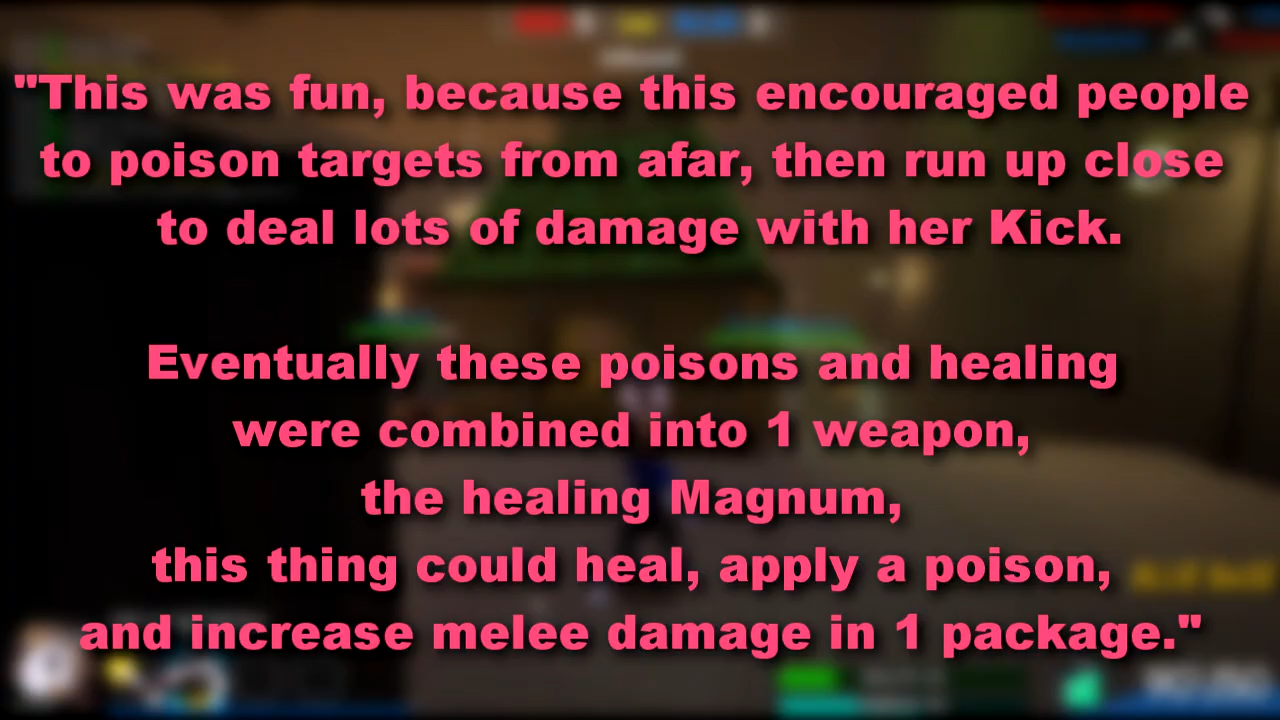 "This was fun, because this encouraged people
to poison targets from afar, then run up close
to deal lots of damage with her Kick.
Eventually these poisons and healing
were combined into 1 weapon,
the healing Magnum,
this thing could heal, apply a poison,
and increase melee damage in 1 package."